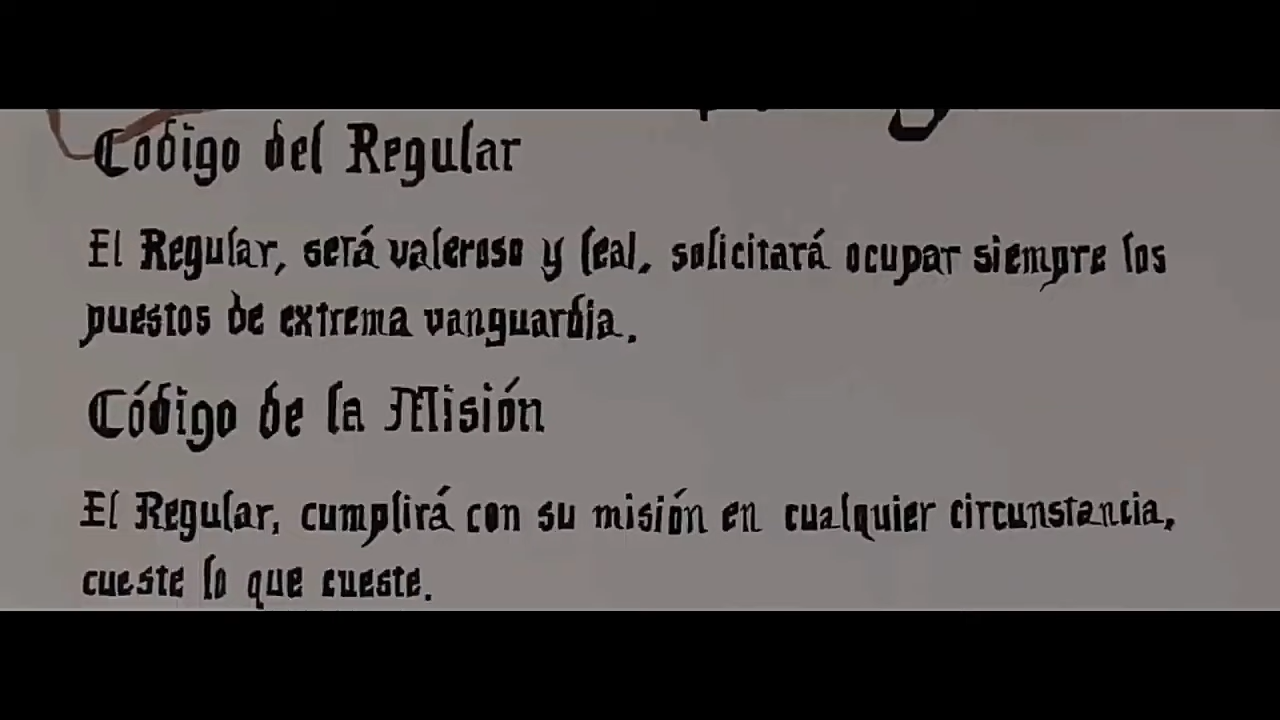 Código del Regular
El Regular, será valeroso y leal, solicitará ocupar siempre los
puestos de extrema vanguardia.
Código de la Misión
El Regular, cumplirá con su misión en cualquier circunstancia,
cueste lo que cueste.